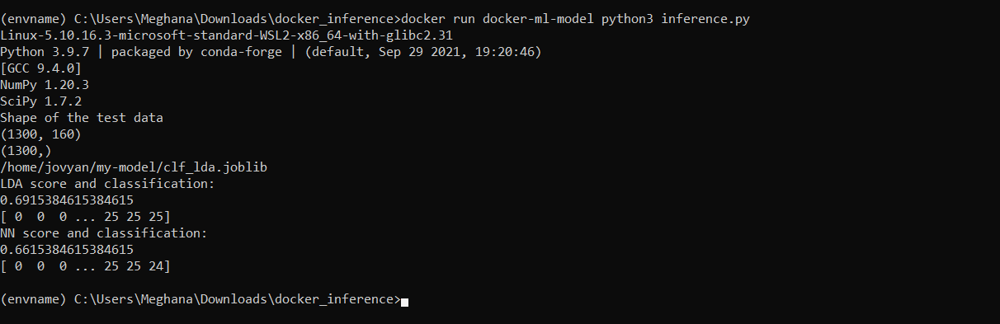 (envname) C:\Users\Meghana\Downloads\docker_inference>docker run docker-ml-model python3 inference.py
Linux-5.10.16.3-microsoft-standard-WSL2-x86_64-with-glibc2.31
Python 3.9.7 | packaged by conda-forge | (default, Sep 29 2021, 19:20:46)
[GCC 9.4.0]
NumPy 1.20.3
SciPy 1.7.2
Shape of the test data
(1300, 160)
(1300,)
/home/jovyan/my-model/clf_lda.joblib
LDA score and classification:
0.6915384615384615
[ 0  0  0 ... 25 25 25]
NN score and classification:
0.6615384615384615
[ 0  0  0 ... 25 25 24]
(envname) C:\Users\Meghana\Downloads\docker_inference>